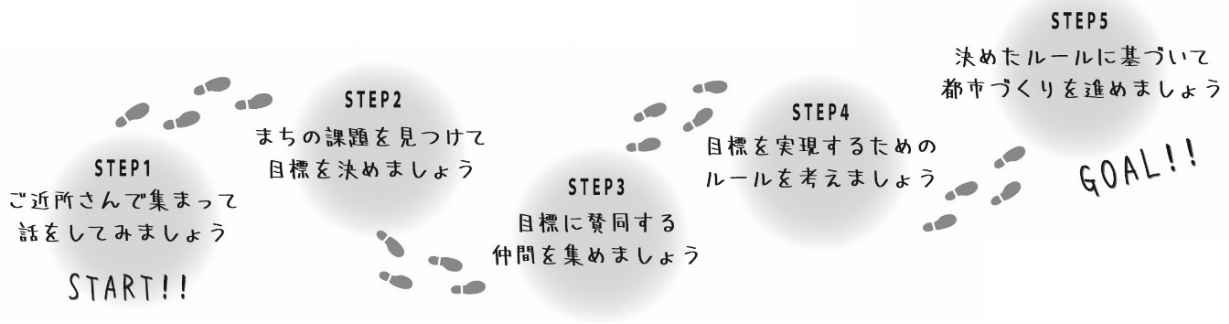 STEP1
ご近所さんで集まって
話をしてみましょう
START!!
STEP2
まちの課題を見つけて
目標を決めましょう
STEP3
目標に賛同する
仲間を集めましょう
STEP4
目標を実現するための
ルールを考えましょう
STEP5
決めたルールに基づいて
都市づくりを進めましょう
GOAL!!